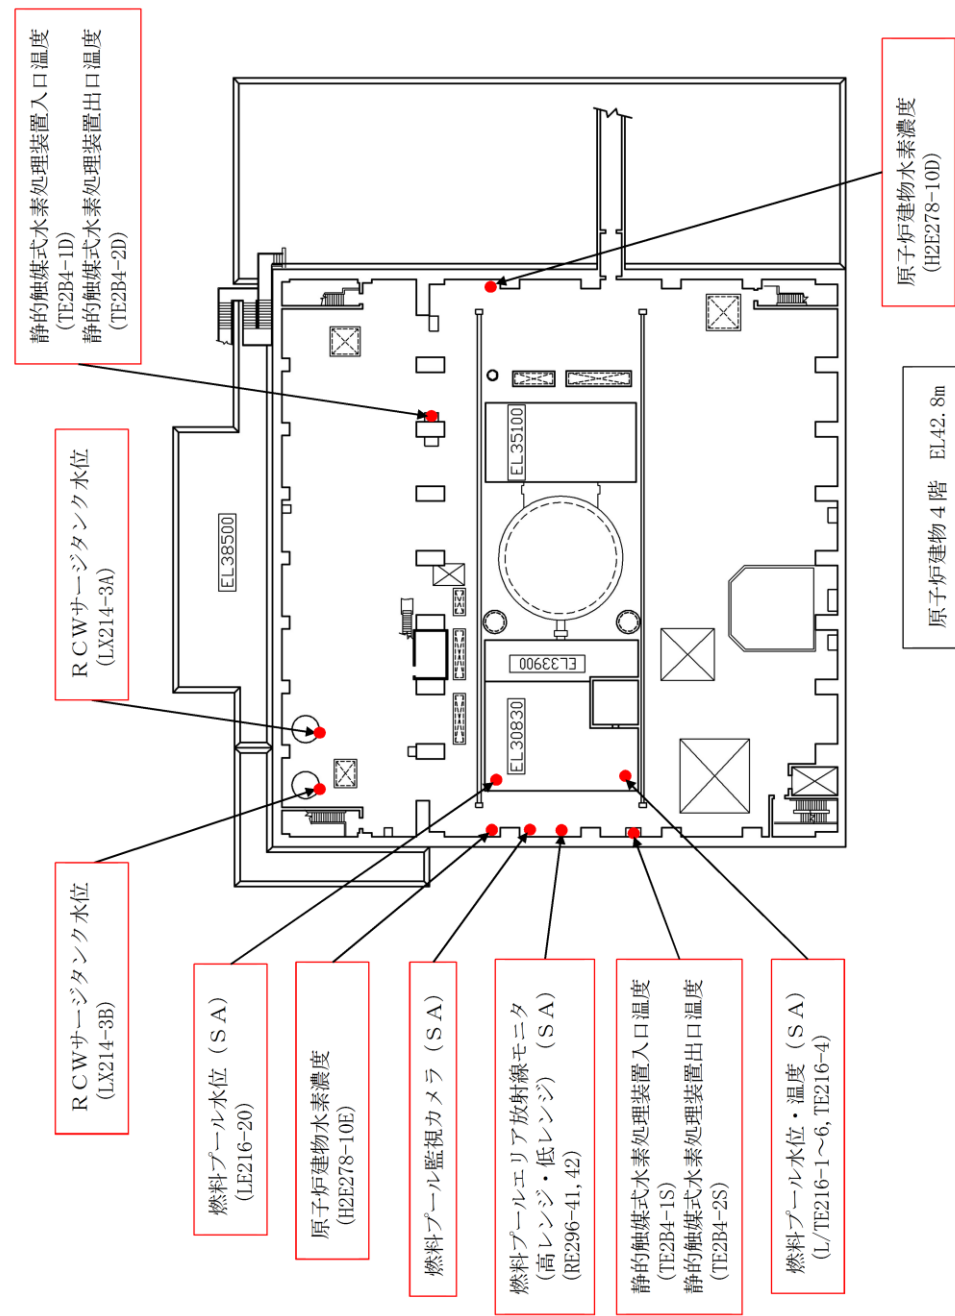 燃料プール水位(SA)
(LE216-20)
原子炉建物水素濃度
(H2E278-10E)
燃料プール監視カメラ(SA)
燃料プールエリア放射線モニタ
(高レンジ・低レンジ)(SA)
(RE296-41,42)
静的触媒式水素処理装置入口温度
(TE2B4-1S)
静的触媒式水素処理装置出口温度
(TE2B4-2S)
燃料プール水位・温度(SA)
(L/TE216-1～6,TE216-4)
RCWサージタンク水位
(LX214-3B)
RCWサージタンク水位
(LX214-3A)
静的触媒式水素処理装置入口温度
(TE2B4-1D)
静的触媒式水素処理装置出口温度
(TE2B4-2D)
EL38500
EL30830
EL33900
EL35100
原子炉建物水素濃度
(H2E278-10D)
原子炉建物4階 EL42.8m